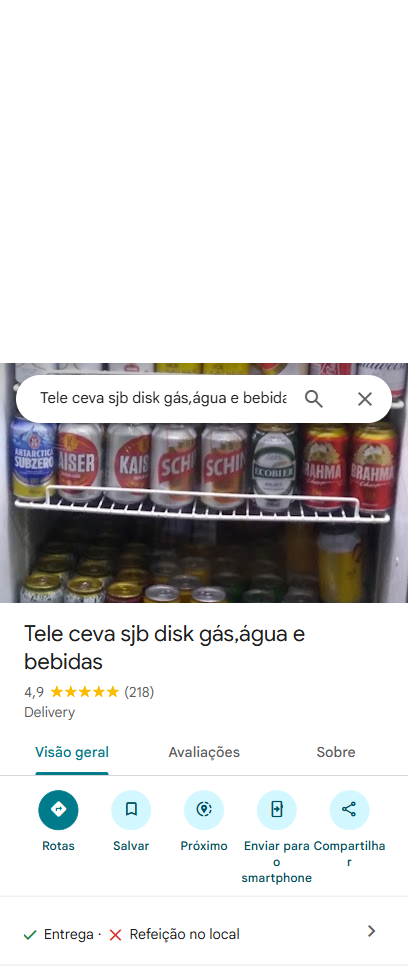 Tele ceva sjb disk gás,água e bebida
ANTARCTICA
SUBZERO
KAISER
KAIS
SCHI
SCHIN
ECOBIER
BRAHMA
BRAHMA
Tele ceva sjb disk gás,água e
bebidas
4,9 ★★★★★ (218)
Delivery
Visão geral Avaliações Sobre
Rotas Salvar Próximo Enviar para o smartphone Compartilhar
Entrega · Refeição no local